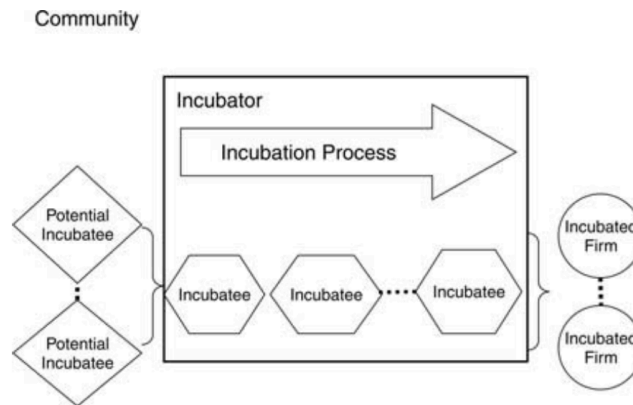 Community
Incubator
Incubation Process
Potential
Incubatee
Incubatee
Incubatee
Incubatee
Potential
Incubatee
Incubated
Firm
Incubated
Firm